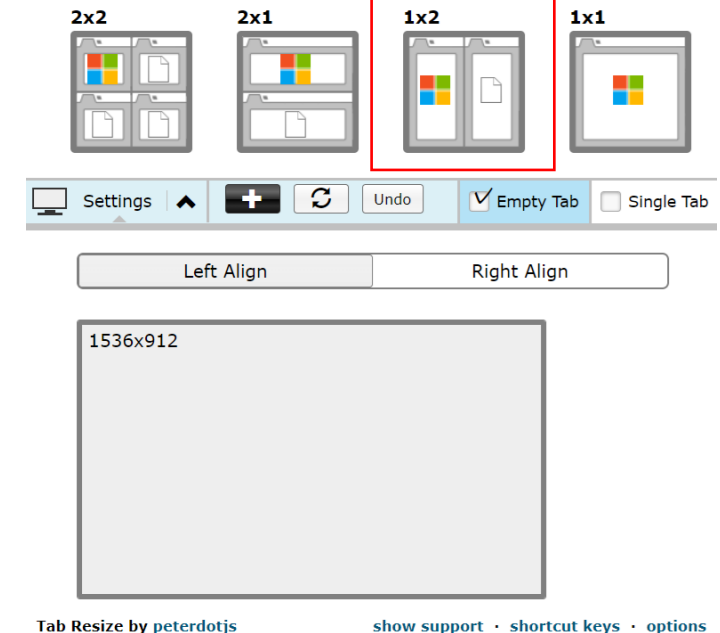 2x2 2x1 1x2 1x1
Settings Undo Empty Tab Single Tab
Left Align Right Align
1536x912
Tab Resize by peterdotjs show support · shortcut keys · options